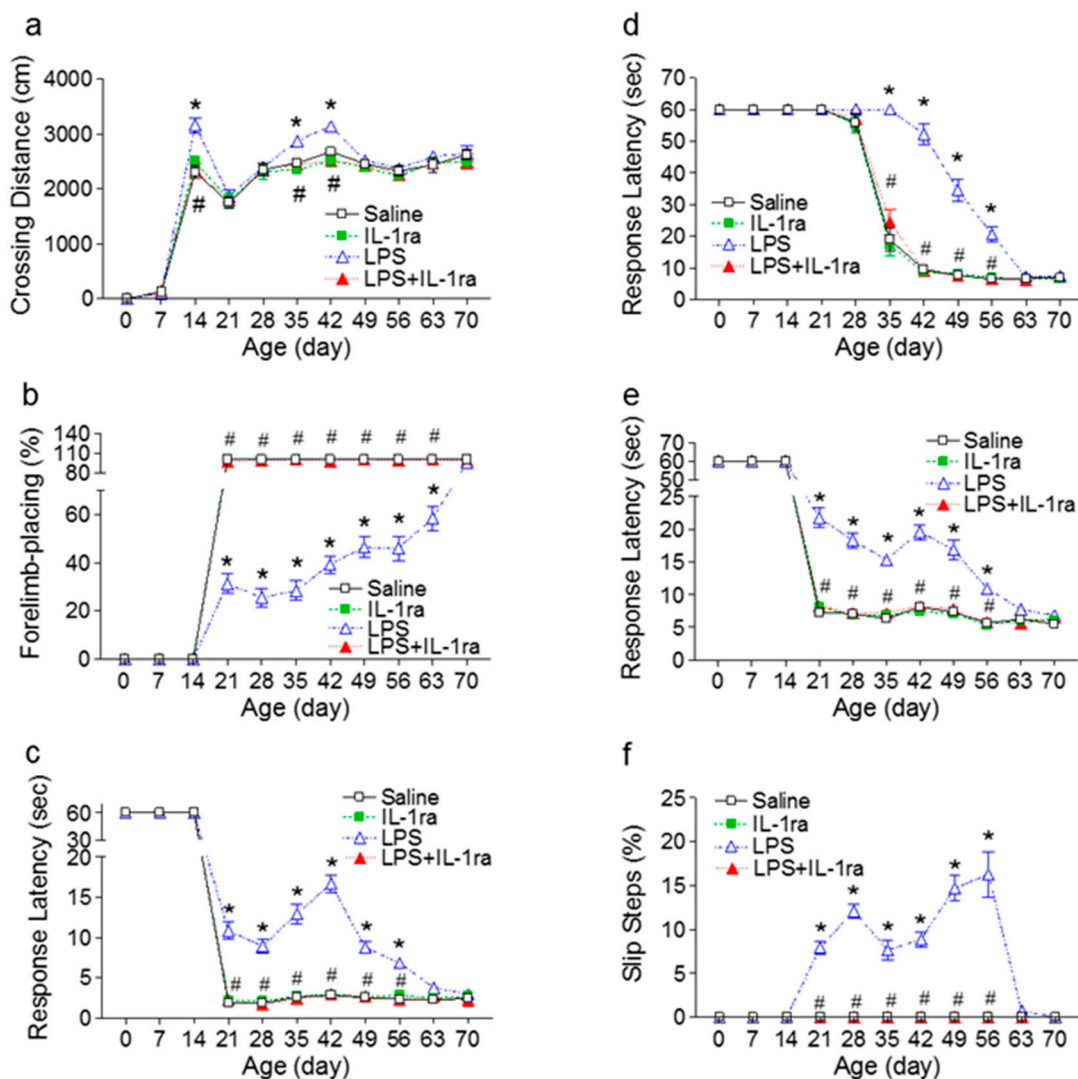 a
Crossing Distance (cm)
4000
3000
2000
1000
0
* * *
# # #
Saline
IL-1ra
LPS
LPS+IL-1ra
0 7 14 21 28 35 42 49 56 63 70
Age (day)
b
Forelimb-placing (%)
140
110
80
60
40
20
0
# # # # # # #
* * * * * * *
Saline
IL-1ra
LPS
LPS+IL-1ra
0 7 14 21 28 35 42 49 56 63 70
Age (day)
c
Response Latency (sec)
60
30
20
15
10
5
0
* * * * * *
# # # # # #
Saline
IL-1ra
LPS
LPS+IL-1ra
0 7 14 21 28 35 42 49 56 63 70
Age (day)
d
Response Latency (sec)
70
60
50
40
30
20
10
0
* * * *
# # # #
Saline
IL-1ra
LPS
LPS+IL-1ra
0 7 14 21 28 35 42 49 56 63 70
Age (day)
e
Response Latency (sec)
70
60
50
25
20
15
10
5
0
* * * * * *
# # # # # #
Saline
IL-1ra
LPS
LPS+IL-1ra
0 7 14 21 28 35 42 49 56 63 70
Age (day)
f
Slip Steps (%)
25
20
15
10
5
0
* * * * * *
# # # # # #
Saline
IL-1ra
LPS
LPS+IL-1ra
0 7 14 21 28 35 42 49 56 63 70
Age (day)